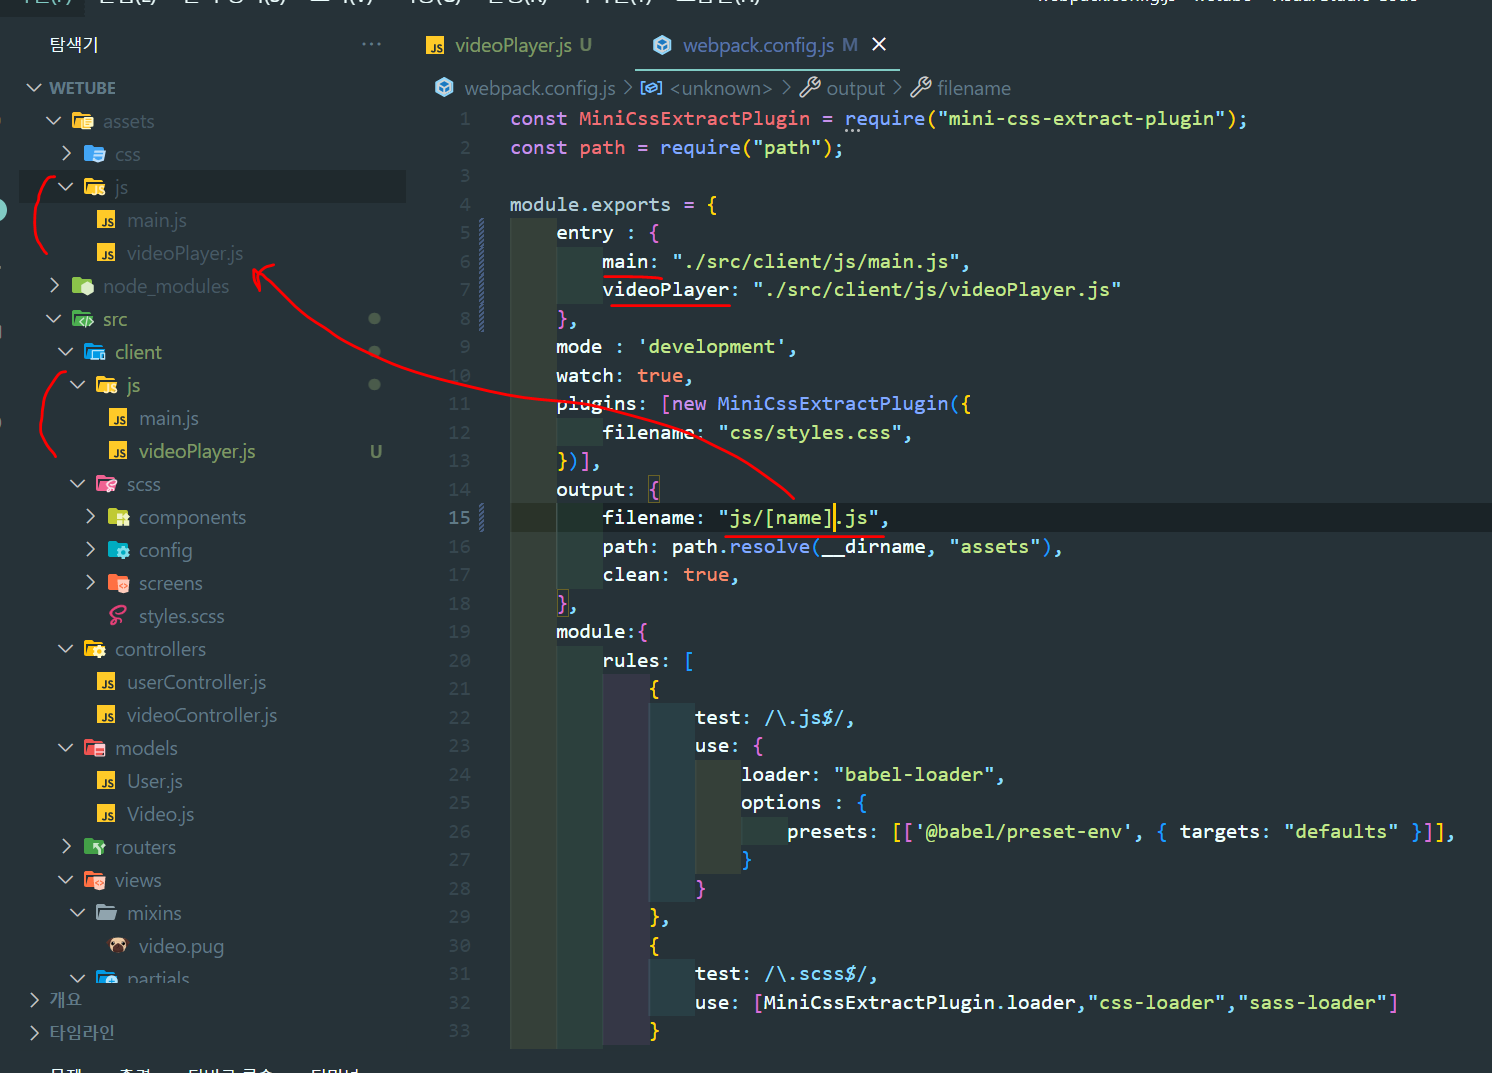 탐색기 ···
WETUBE
assets
css
js
main.js
videoPlayer.js
node_modules
src
client
js
main.js
videoPlayer.js U
scss
components
config
screens
styles.scss
controllers
userController.js
videoController.js
models
User.js
Video.js
routers
views
mixins
video.pug
partials
개요
타임라인
videoPlayer.js U
webpack.config.js M
webpack.config.js > <unknown> > output > filename
1 const MiniCssExtractPlugin = require("mini-css-extract-plugin");
2 const path = require("path");
3
4 module.exports = {
5 entry : {
6 main: "./src/client/js/main.js",
7 videoPlayer: "./src/client/js/videoPlayer.js"
8 },
9 mode : 'development',
10 watch: true,
11 plugins: [new MiniCssExtractPlugin({
12 filename: "css/styles.css",
13 })],
14 output: {
15 filename: "js/[name].js",
16 path: path.resolve(__dirname, "assets"),
17 clean: true,
18 },
19 module:{
20 rules: [
21 {
22 test: /\.js$/,
23 use: {
24 loader: "babel-loader",
25 options : {
26 presets: [['@babel/preset-env', { targets: "defaults" }]],
27 }
28 }
29 },
30 {
31 test: /\.scss$/,
32 use: [MiniCssExtractPlugin.loader,"css-loader","sass-loader"]
33 }